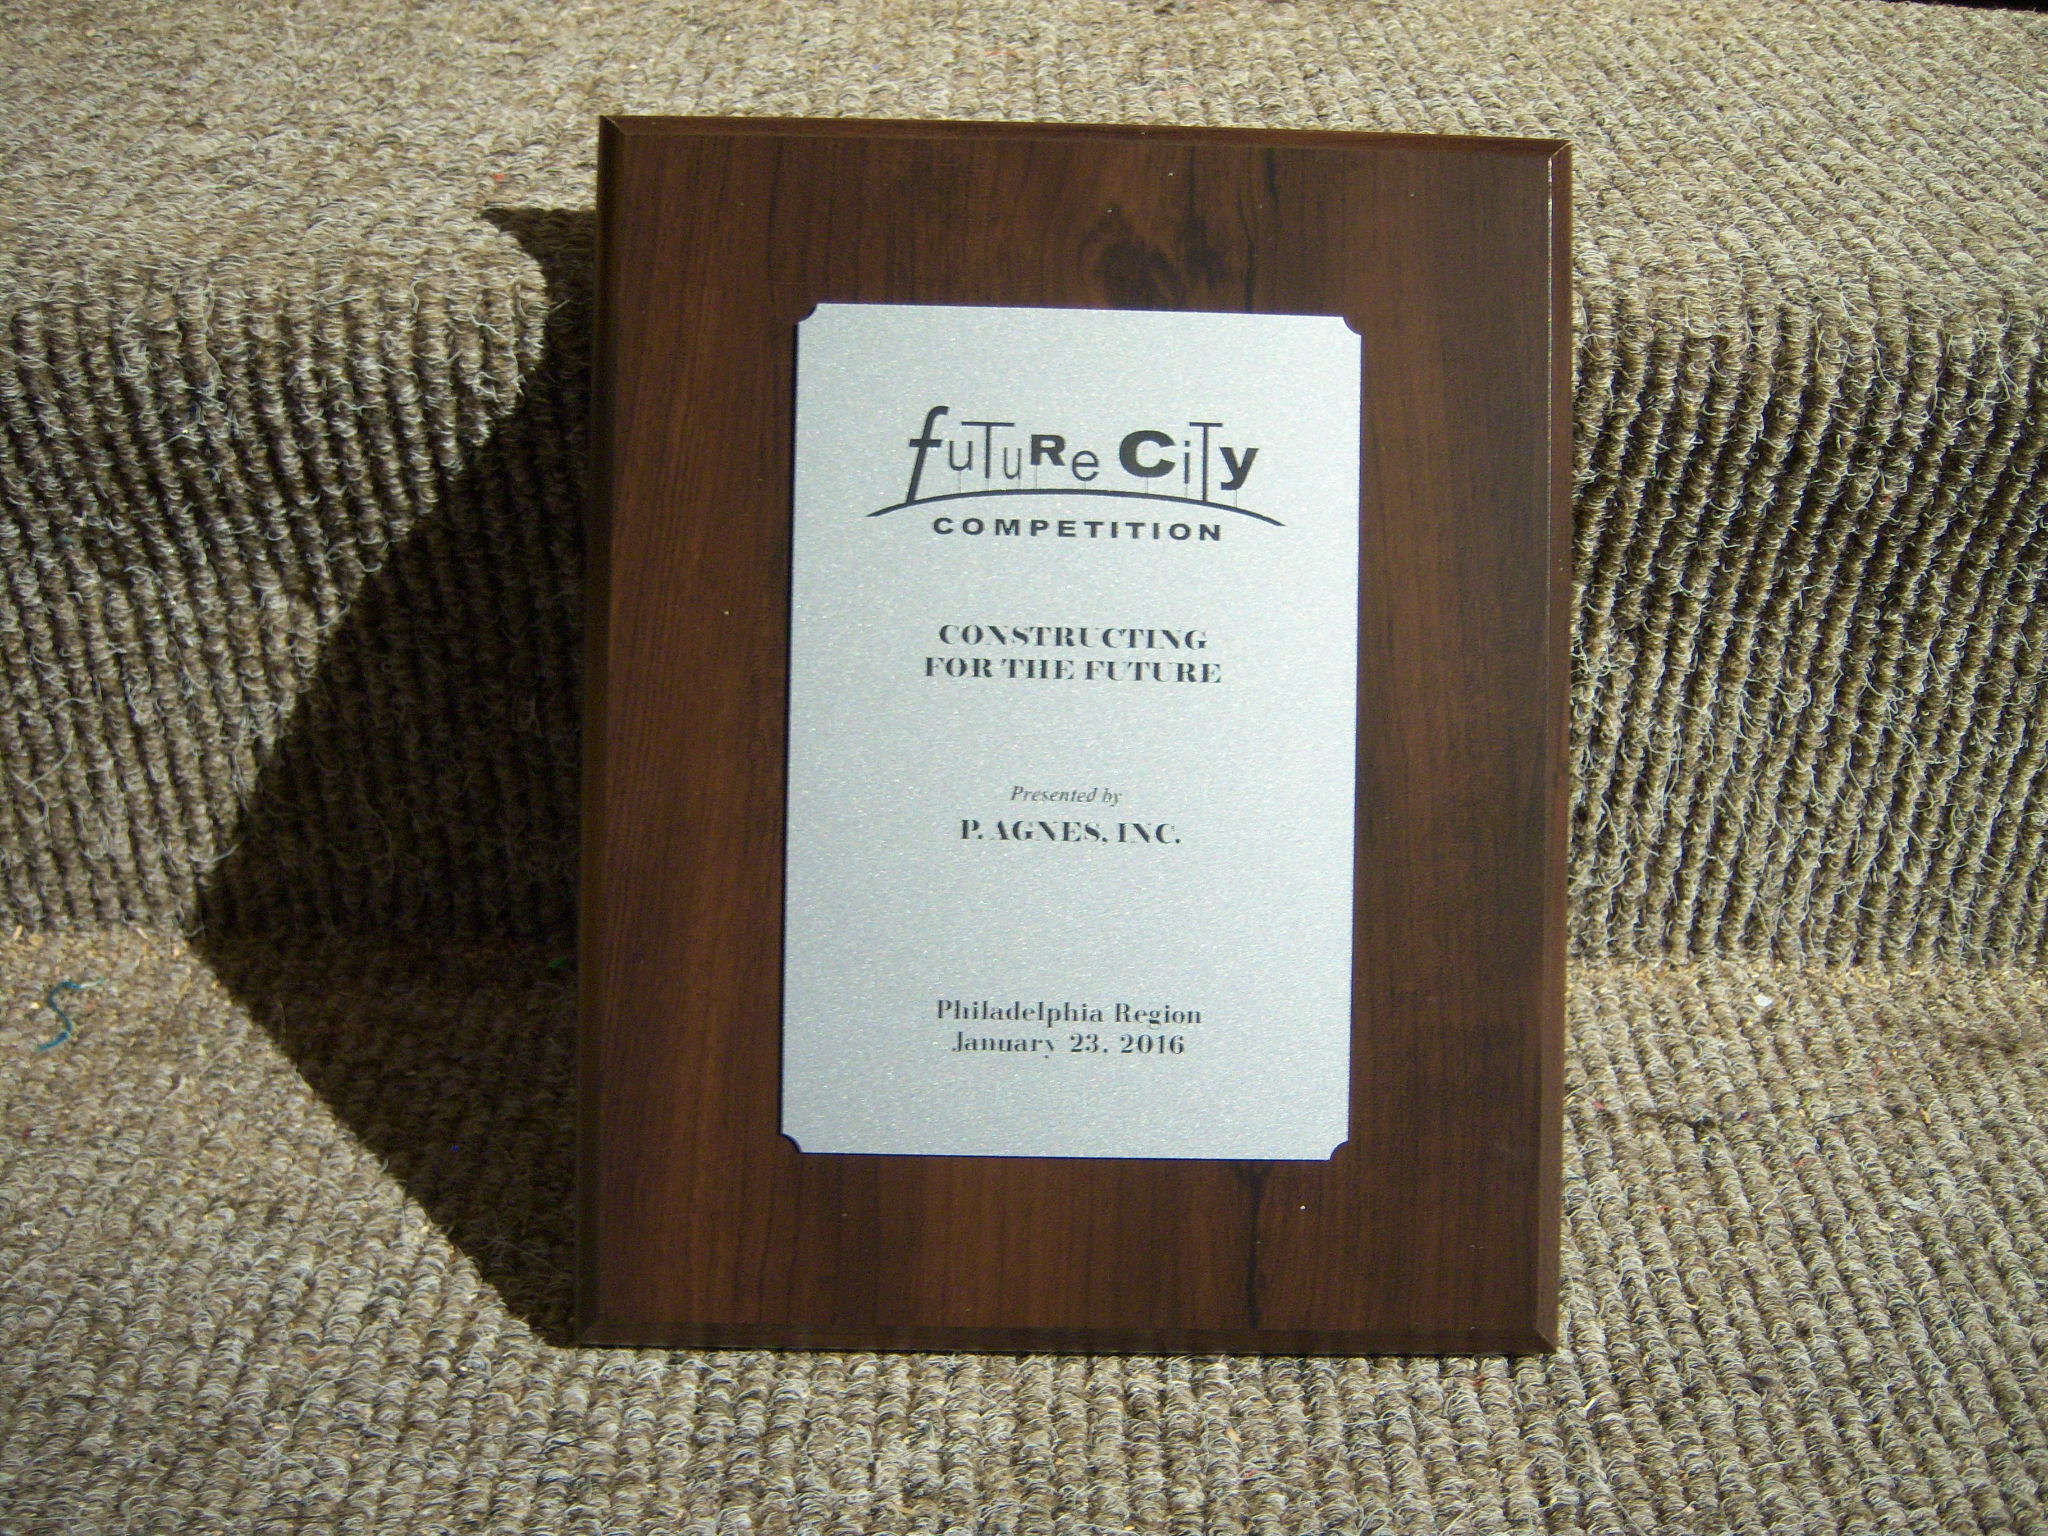 fuTuRe CiTy
COMPETITION
CONSTRUCTING
FOR THE FUTURE
Presented by
P. AGNES, INC.
Philadelphia Region
January 23, 2016